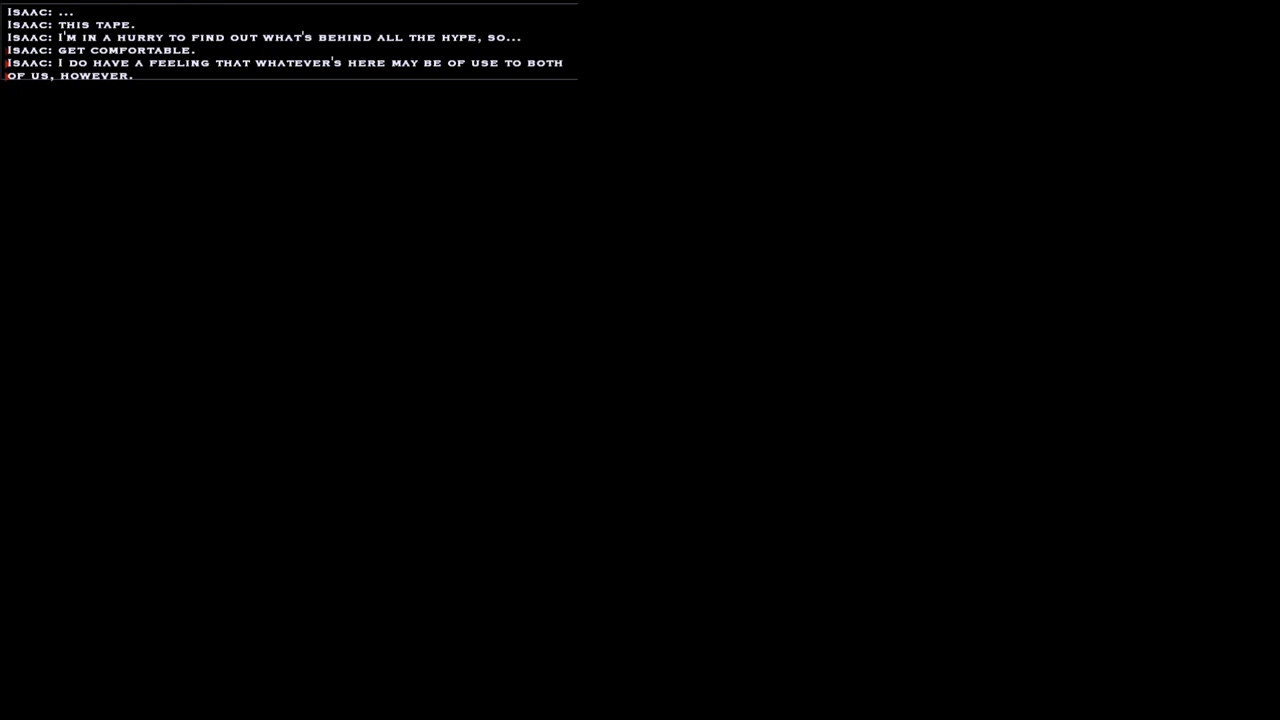 Isaac: ...
Isaac: this tape.
Isaac: I'm in a hurry to find out what's behind all the hype, so...
Isaac: get comfortable.
Isaac: I do have a feeling that whatever's here may be of use to both
of us, however.